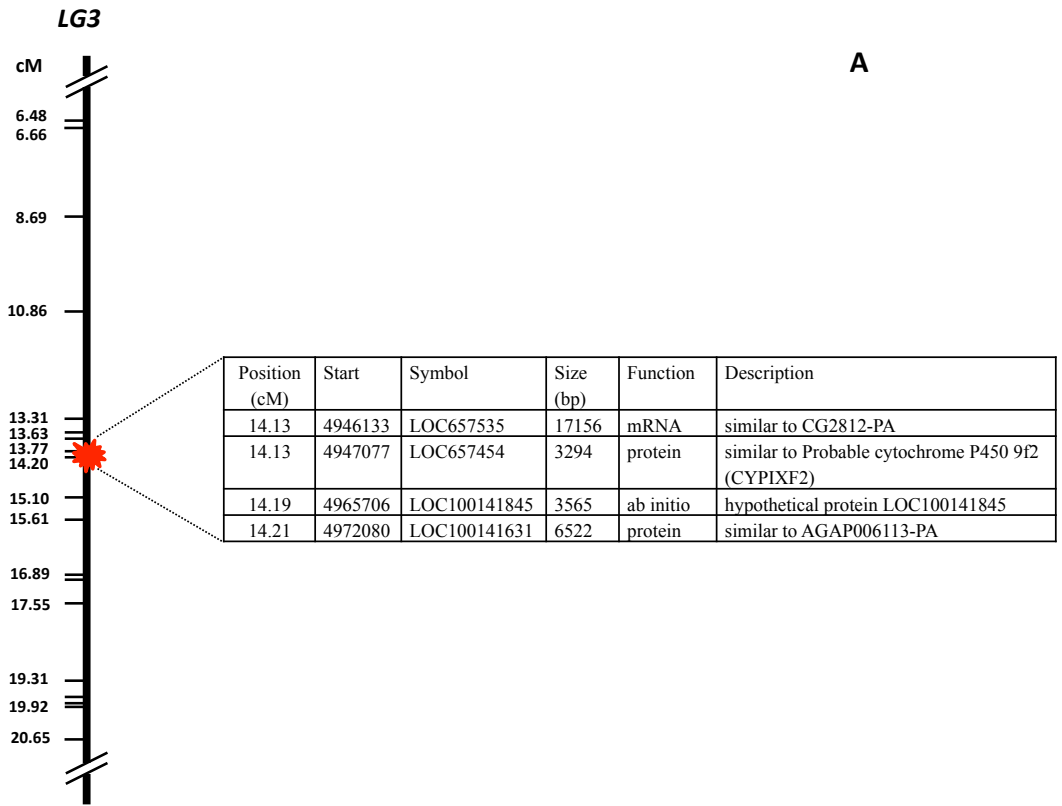 LG3
cM
A
6.48
6.66
8.69
10.86
13.31
13.63
13.77
14.20
15.10
15.61
16.89
17.55
19.31
19.92
20.65
Position (cM) Start Symbol Size (bp) Function Description
14.13 4946133 LOC657535 17156 mRNA similar to CG2812-PA
14.13 4947077 LOC657454 3294 protein similar to Probable cytochrome P450 9f2
(CYPIXF2)
14.19 4965706 LOC100141845 3565 ab initio hypothetical protein LOC100141845
14.21 4972080 LOC100141631 6522 protein similar to AGAP006113-PA